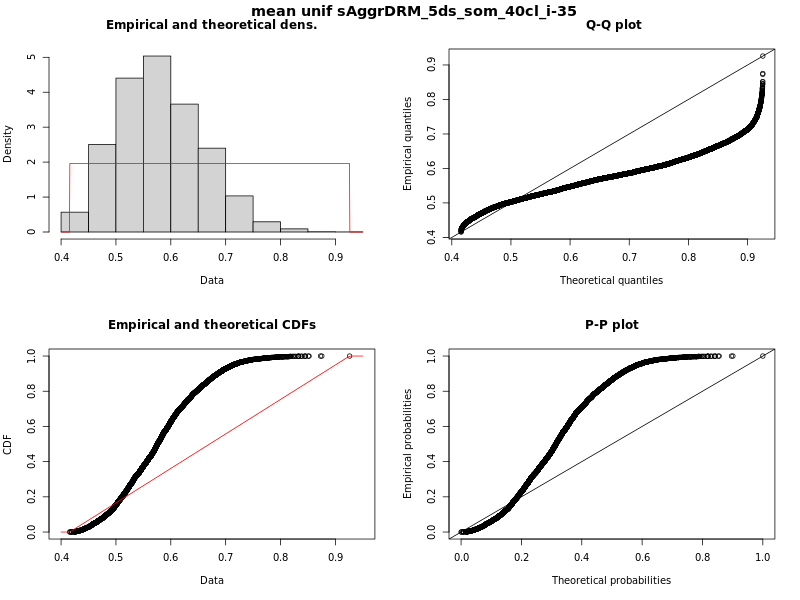 mean unif sAggrDRM_5ds_som_40cl_i-35
Empirical and theoretical dens.
Density
0 1 2 3 4 5
0.4 0.5 0.6 0.7 0.8 0.9
Data
Q-Q plot
Empirical quantiles
0.4 0.5 0.6 0.7 0.8 0.9
0.4 0.5 0.6 0.7 0.8 0.9
Theoretical quantiles
Empirical and theoretical CDFs
CDF
0.0 0.2 0.4 0.6 0.8 1.0
0.4 0.5 0.6 0.7 0.8 0.9
Data
P-P plot
Empirical probabilities
0.0 0.2 0.4 0.6 0.8 1.0
0.0 0.2 0.4 0.6 0.8 1.0
Theoretical probabilities